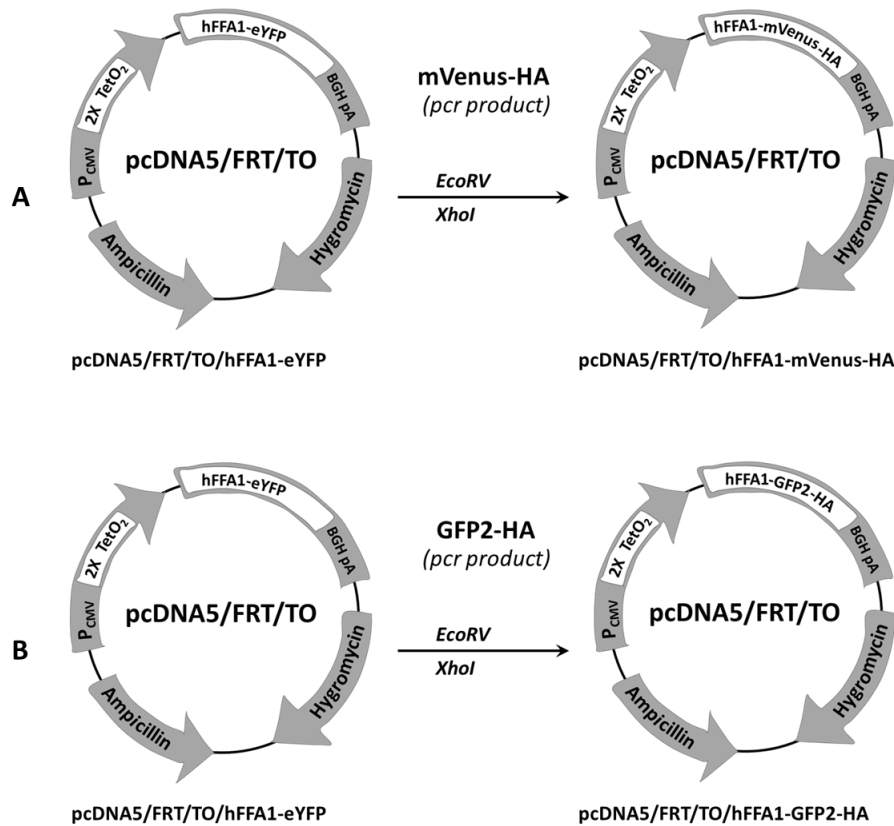 hFFA1-eYFP
2X TetO2
BGH pA
PCMV
pcDNA5/FRT/TO
Ampicillin
Hygromycin
pcDNA5/FRT/TO/hFFA1-eYFP
A
mVenus-HA
(pcr product)
EcoRV
XhoI
hFFA1-mVenus-HA
2X TetO2
BGH pA
PCMV
pcDNA5/FRT/TO
Ampicillin
Hygromycin
pcDNA5/FRT/TO/hFFA1-mVenus-HA
hFFA1-eYFP
2X TetO2
BGH pA
PCMV
pcDNA5/FRT/TO
Ampicillin
Hygromycin
pcDNA5/FRT/TO/hFFA1-eYFP
B
GFP2-HA
(pcr product)
EcoRV
XhoI
hFFA1-GFP2-HA
2X TetO2
BGH pA
PCMV
pcDNA5/FRT/TO
Ampicillin
Hygromycin
pcDNA5/FRT/TO/hFFA1-GFP2-HA